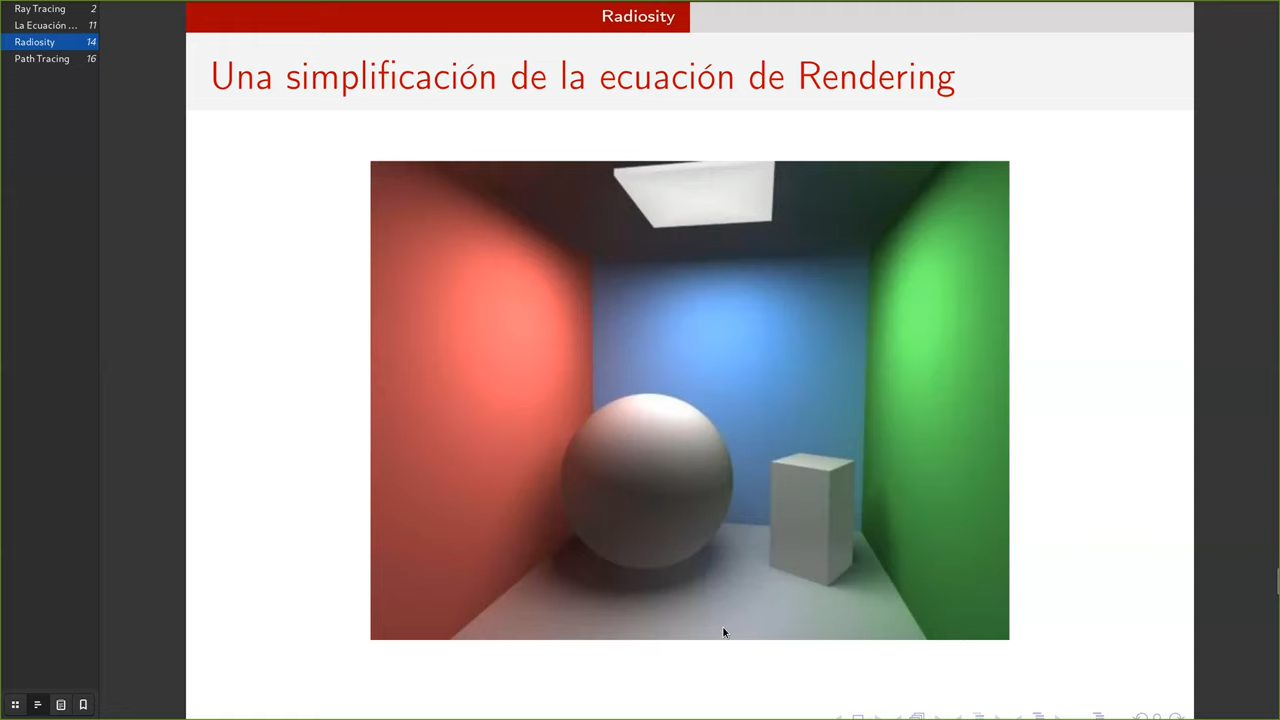 Ray Tracing 2
La Ecuación ... 11
Radiosity 14
Path Tracing 16
Radiosity
Una simplificación de la ecuación de Rendering